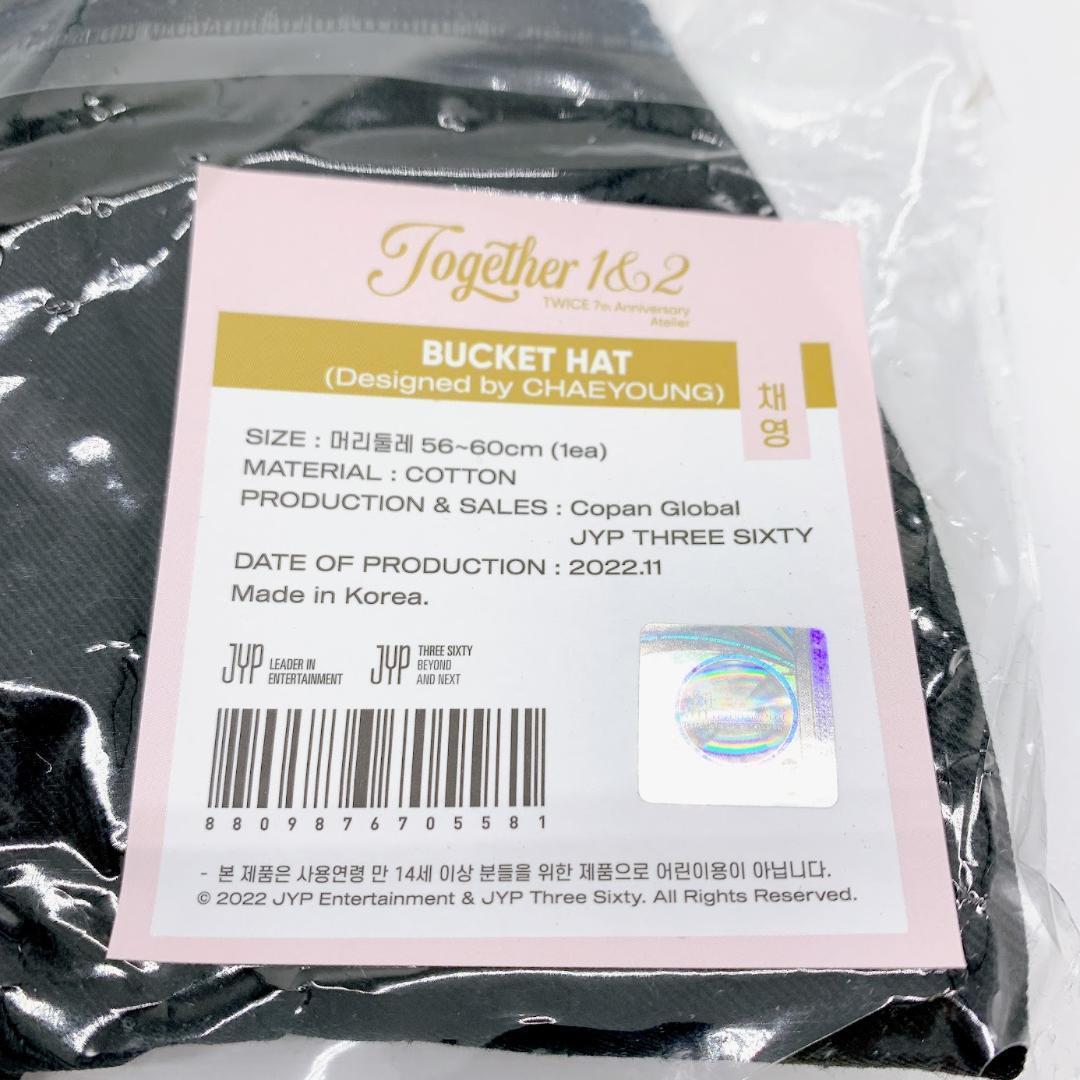 Together 1&2
TWICE 7th Anniversary
Atelier
BUCKET HAT
(Designed by CHAEYOUNG)
채영
SIZE : 머리둘레 56~60cm (1ea)
MATERIAL : COTTON
PRODUCTION & SALES : Copan Global
JYP THREE SIXTY
DATE OF PRODUCTION : 2022.11
Made in Korea.
JYP LEADER IN
ENTERTAINMENT
JYP THREE SIXTY
BEYOND
AND NEXT
8809876705581
- 본 제품은 사용연령 만 14세 이상 분들을 위한 제품으로 어린이용이 아닙니다.
© 2022 JYP Entertainment & JYP Three Sixty. All Rights Reserved.